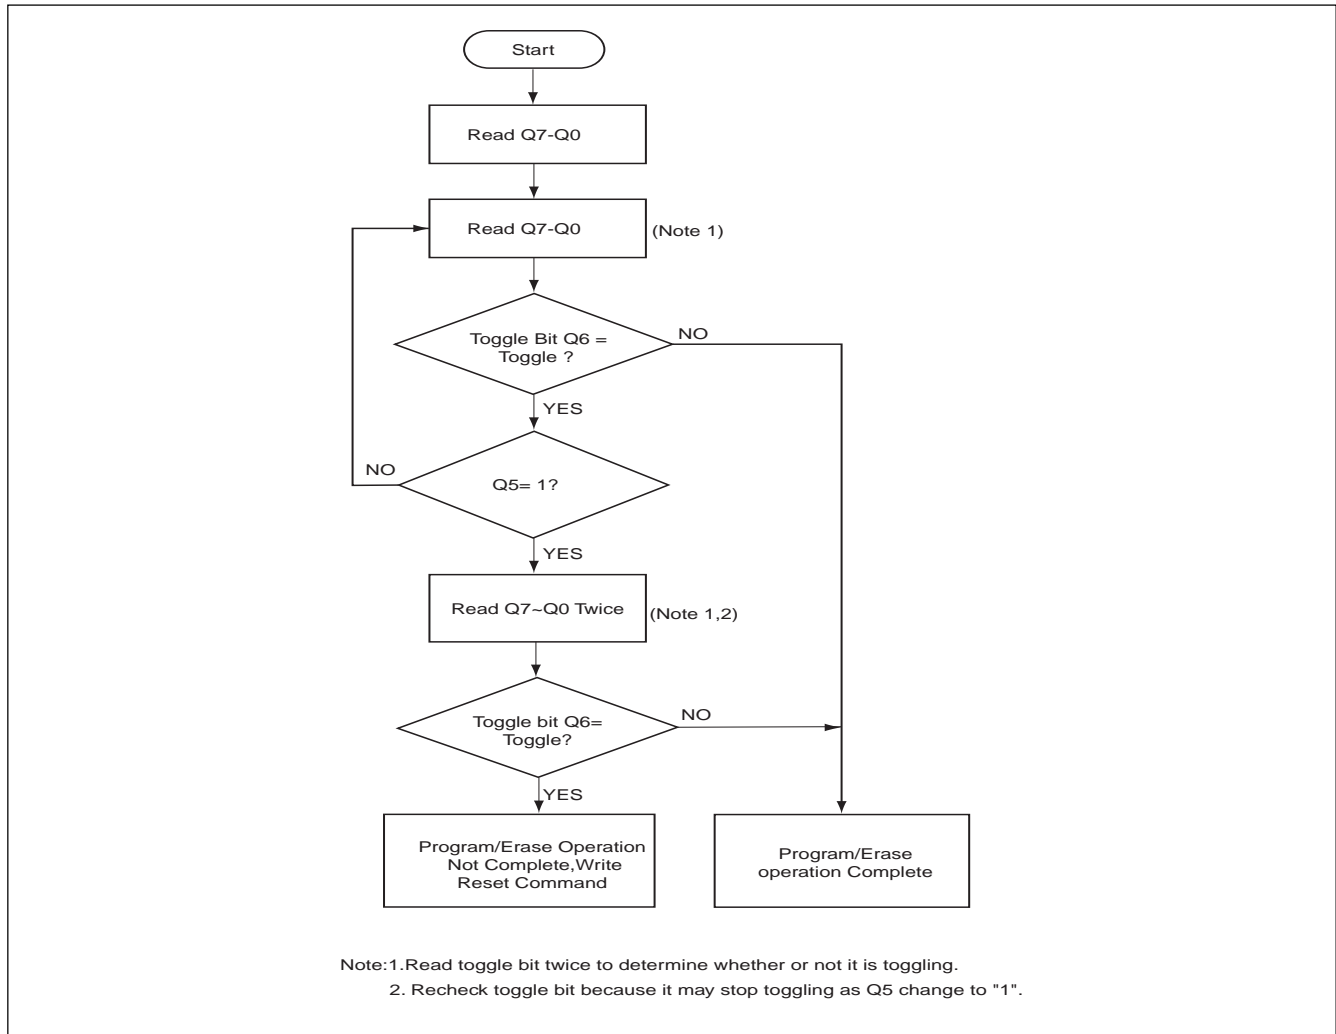 Start
Read Q7-Q0
Read Q7-Q0
(Note 1)
Toggle Bit Q6 =
Toggle ?
NO
YES
NO
Q5= 1?
YES
Read Q7~Q0 Twice
(Note 1,2)
Toggle bit Q6=
Toggle?
NO
YES
Program/Erase Operation
Not Complete,Write
Reset Command
Program/Erase
operation Complete
Note:1.Read toggle bit twice to determine whether or not it is toggling.
2. Recheck toggle bit because it may stop toggling as Q5 change to "1".